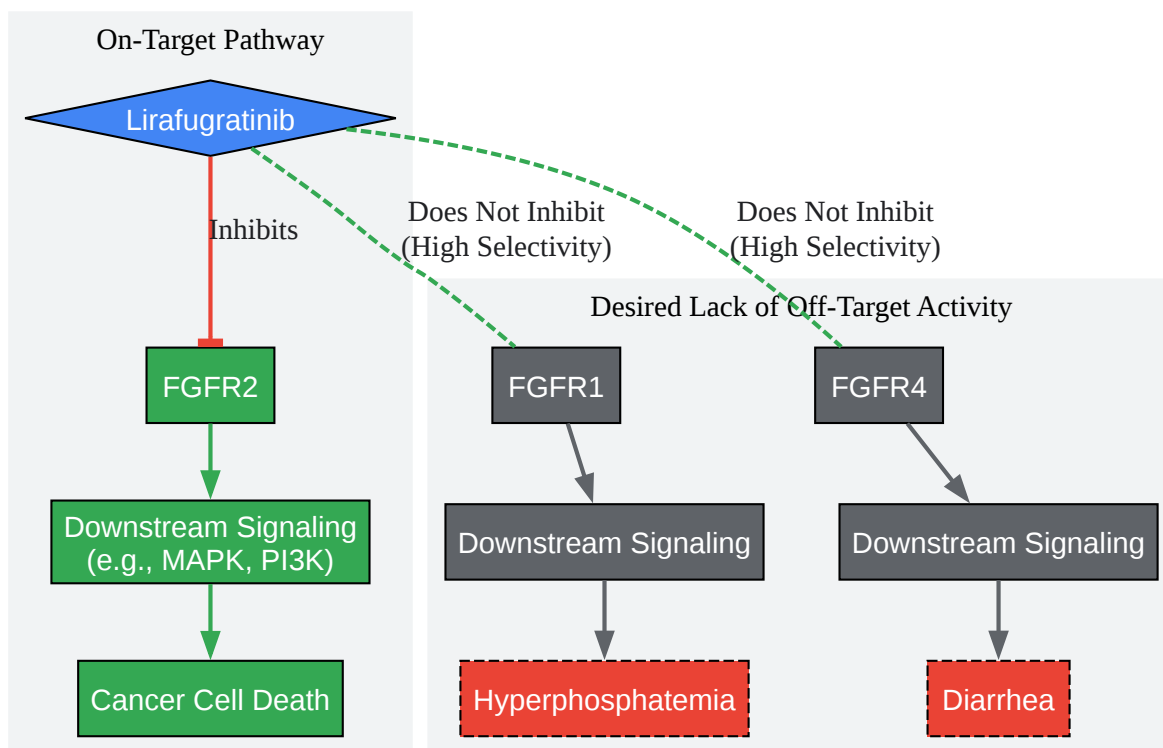 On-Target Pathway
Lirafugratinib
Inhibits
Does Not Inhibit
(High Selectivity)
Does Not Inhibit
(High Selectivity)
Desired Lack of Off-Target Activity
FGFR2
FGFR1
FGFR4
Downstream Signaling
(e.g., MAPK, PI3K)
Downstream Signaling
Downstream Signaling
Cancer Cell Death
Hyperphosphatemia
Diarrhea